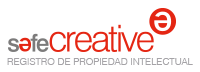 safecreative
REGISTRO DE PROPIEDAD INTELECTUAL